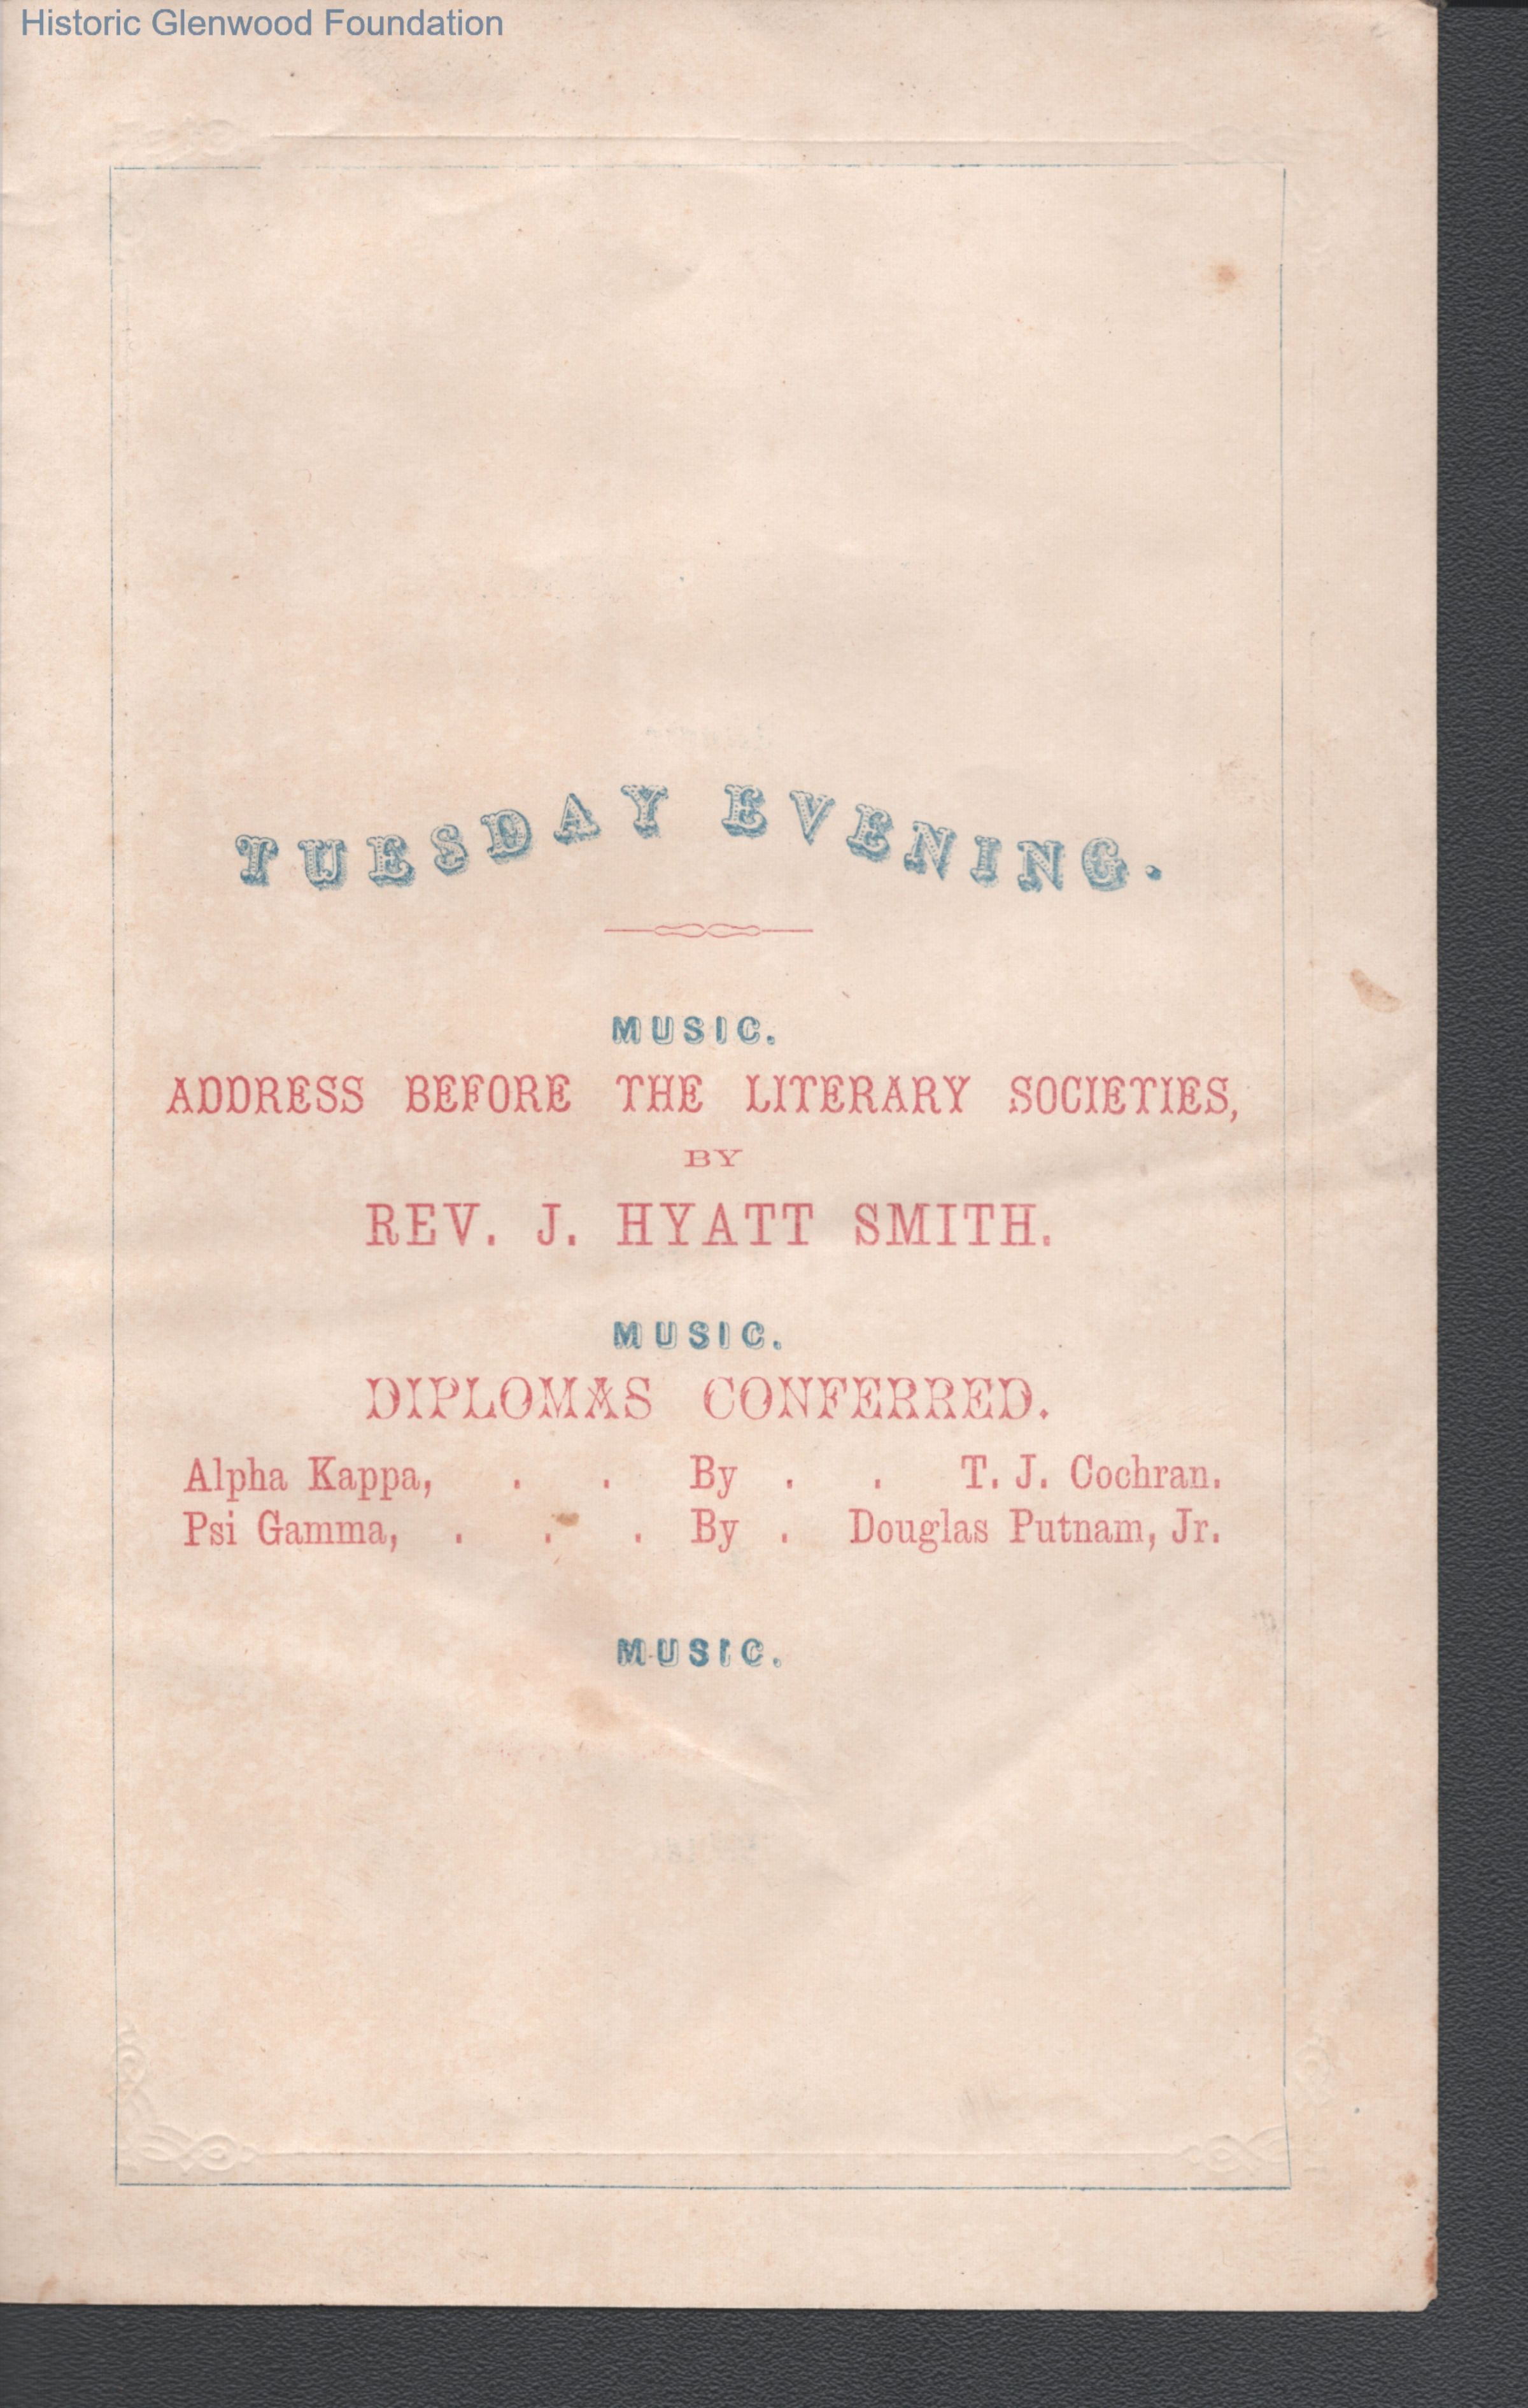 Historic Glenwood Foundation
TUESDAY EVENING.
MUSIC.
ADDRESS BEFORE THE LITERARY SOCIETIES,
BY
REV. J. HYATT SMITH.
MUSIC.
DIPLOMAS CONFERRED.
Alpha Kappa, . . By . . T. J. Cochran.
Psi Gamma, . . . By . Douglas Putnam, Jr.
MUSIC.